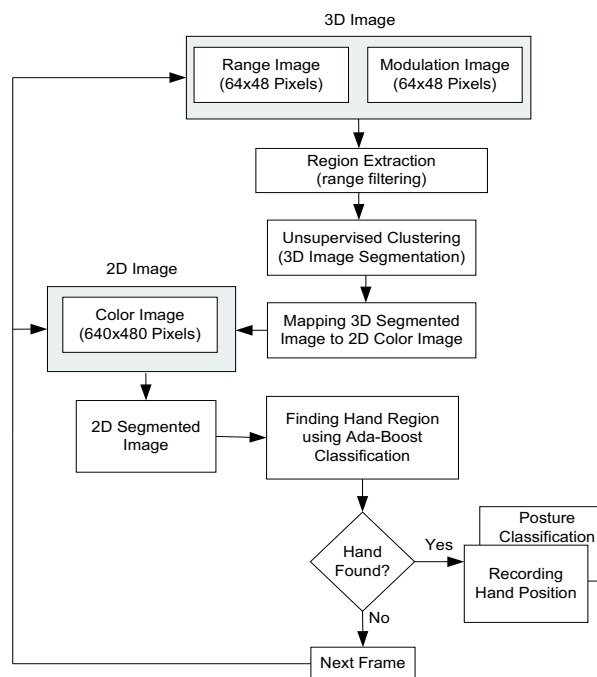 3D Image
Range Image
(64x48 Pixels)
Modulation Image
(64x48 Pixels)
Region Extraction
(range filtering)
Unsupervised Clustering
(3D Image Segmentation)
2D Image
Color Image
(640x480 Pixels)
Mapping 3D Segmented
Image to 2D Color Image
2D Segmented
Image
Finding Hand Region
using Ada-Boost
Classification
Hand
Found?
Yes
Posture
Classification
Recording
Hand Position
No
Next Frame